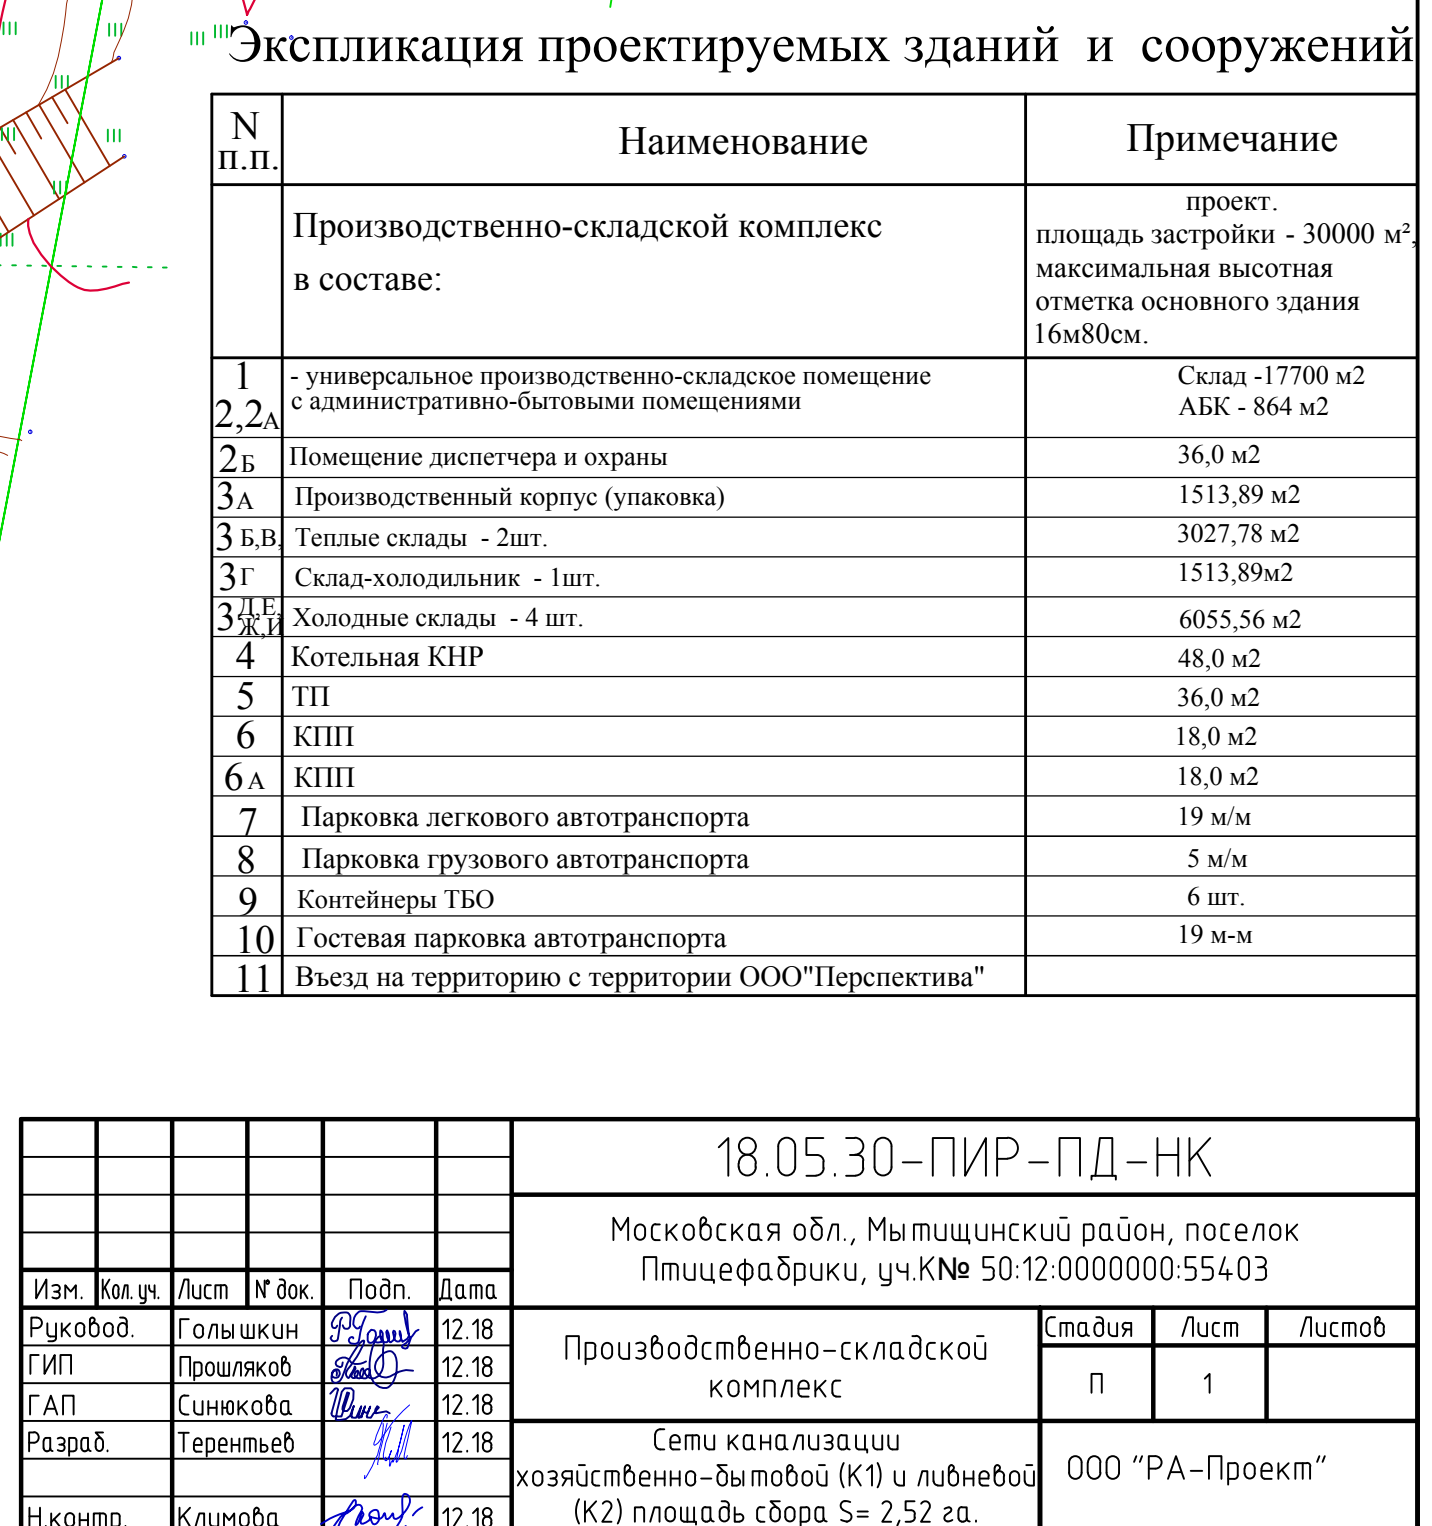 Экспликация проектируемых зданий и сооружений
N п.п. Наименование Примечание
Производственно-складской комплекс
в составе:
проект.
площадь застройки - 30000 м²,
максимальная высотная
отметка основного здания
16м80см.
1
2,2А
- универсальное производственно-складское помещение
с административно-бытовыми помещениями
Склад -17700 м2
АБК - 864 м2
2Б Помещение диспетчера и охраны 36,0 м2
3А Производственный корпус (упаковка) 1513,89 м2
3 Б,В, Теплые склады - 2шт. 3027,78 м2
3Г Склад-холодильник - 1шт. 1513,89м2
3 Д,Е, Ж,И Холодные склады - 4 шт. 6055,56 м2
4 Котельная КНР 48,0 м2
5 ТП 36,0 м2
6 КПП 18,0 м2
6А КПП 18,0 м2
7 Парковка легкового автотранспорта 19 м/м
8 Парковка грузового автотранспорта 5 м/м
9 Контейнеры ТБО 6 шт.
10 Гостевая парковка автотранспорта 19 м-м
11 Въезд на территорию с территории ООО"Перспектива"
18.05.30-ПИР-ПД-НК
Московская обл., Мытищинский район, поселок
Птицефабрики, уч.К№ 50:12:0000000:55403
Изм. Кол.уч. Лист № док. Подп. Дата
Руковод. Голышкин 12.18
ГИП Прошляков 12.18
ГАП Синюкова 12.18
Разраб. Терентьев 12.18
Н.контр. Климова 12.18
Производственно-складской
комплекс
Стадия Лист Листов
П 1
Сети канализации
хозяйственно-бытовой (К1) и ливневой
(К2) площадь сбора S= 2,52 га.
ООО "РА-Проект"